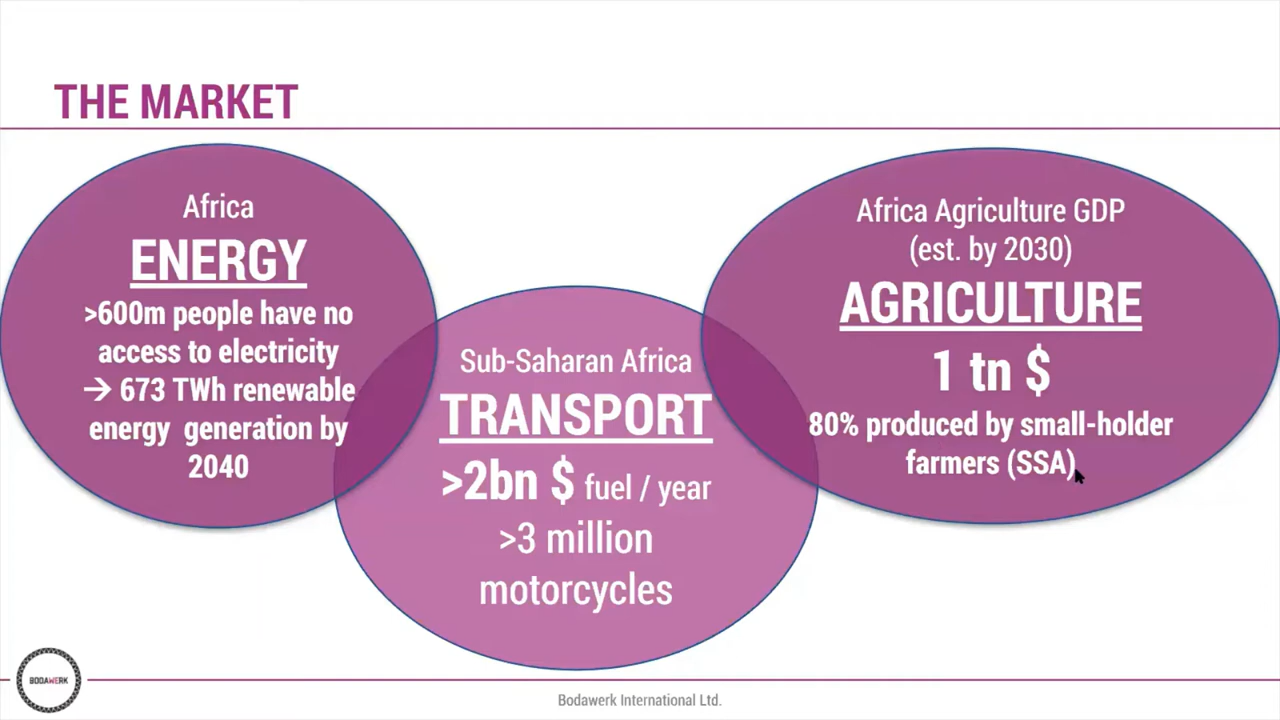 THE MARKET
Africa
ENERGY
>600m people have no
access to electricity
→ 673 TWh renewable
energy generation by
2040
Sub-Saharan Africa
TRANSPORT
>2bn $ fuel / year
>3 million
motorcycles
Africa Agriculture GDP
(est. by 2030)
AGRICULTURE
1 tn $
80% produced by small-holder
farmers (SSA)
BODAWERK
Bodawerk International Ltd.